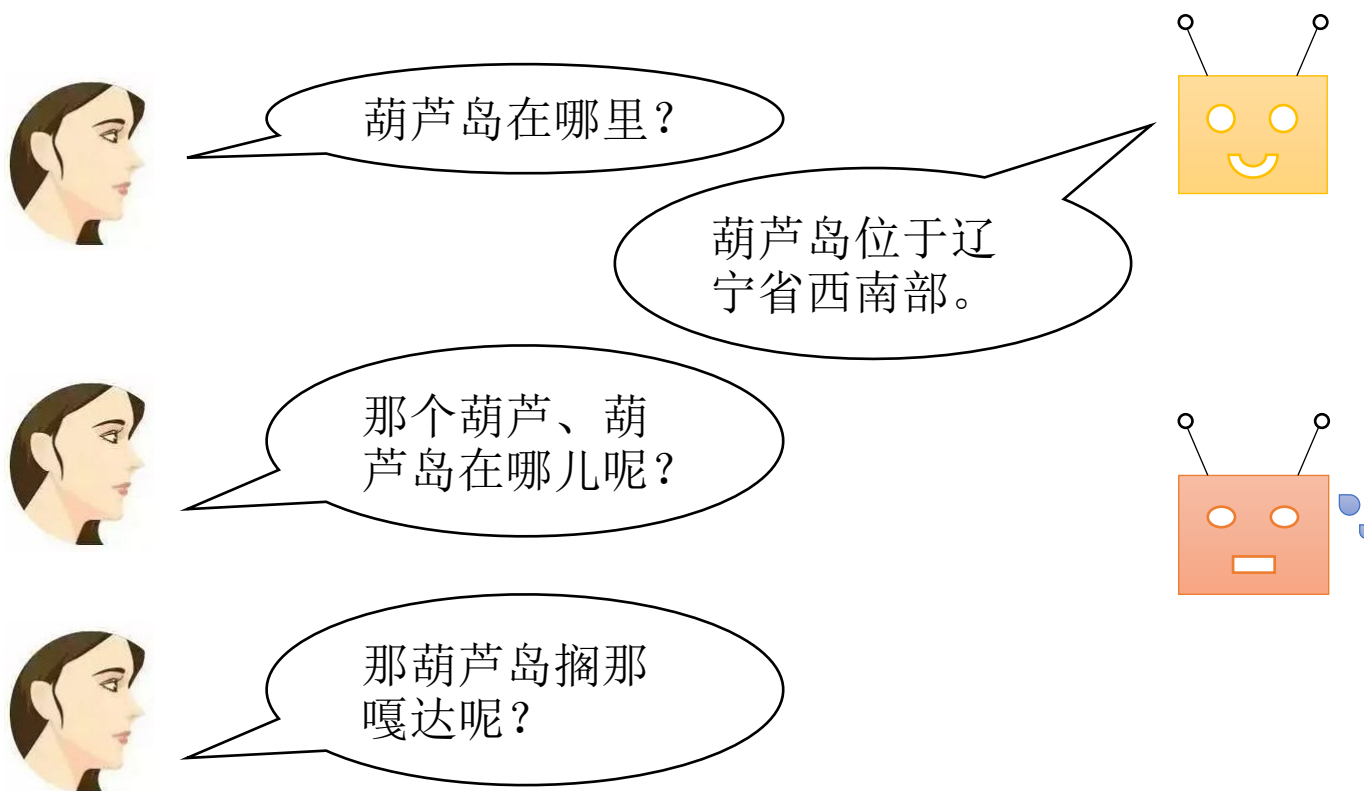 葫芦岛在哪里？
葫芦岛位于辽
宁省西南部。
那个葫芦、葫
芦岛在哪儿呢？
那葫芦岛搁那
嘎达呢？